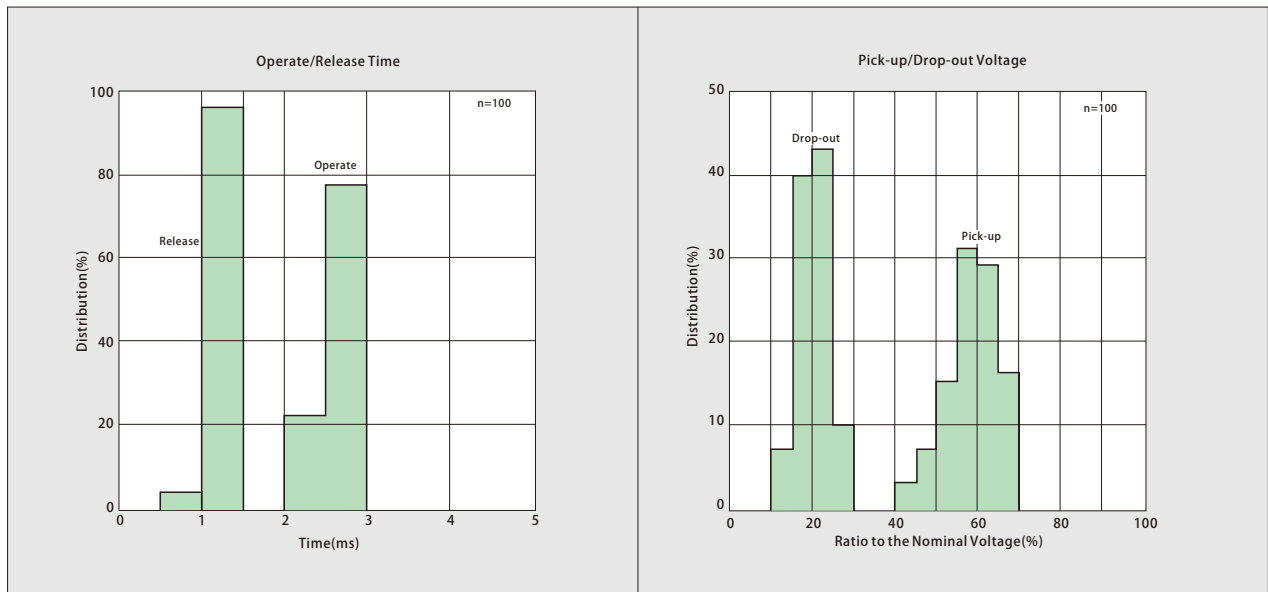 Operate/Release Time
100
n=100
Operate
80
Release
60
Distribution(%)
40
20
0
0 1 2 3 4 5
Time(ms)
Pick-up/Drop-out Voltage
50
n=100
Drop-out
40
Pick-up
30
Distribution(%)
20
10
0
0 20 40 60 80 100
Ratio to the Nominal Voltage(%)